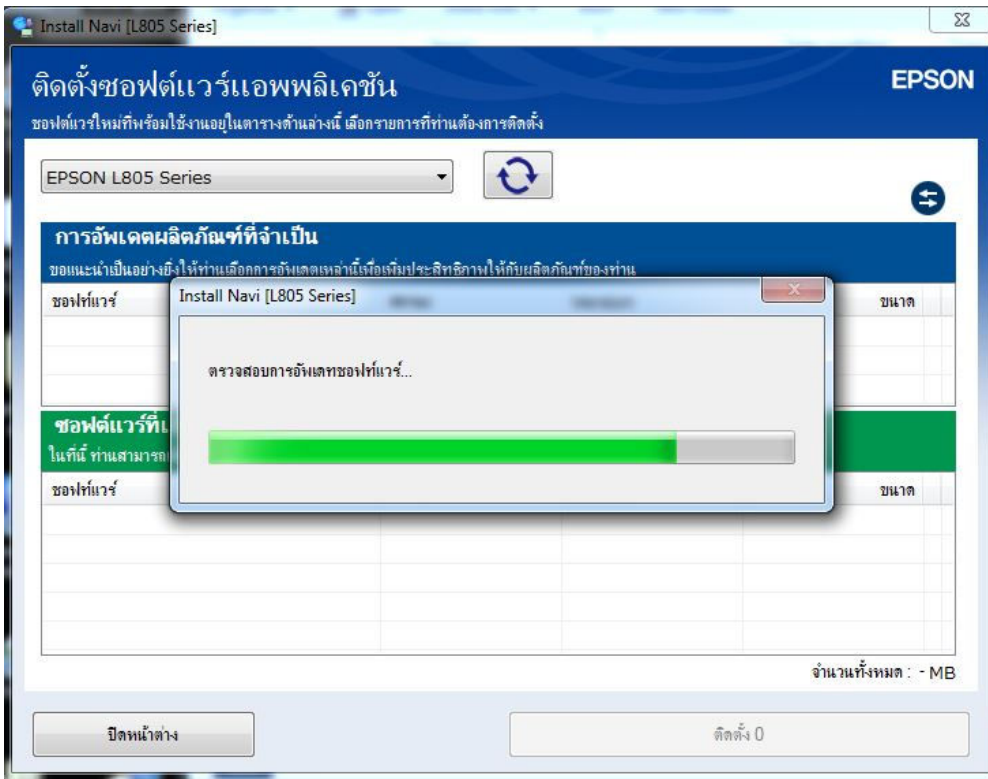 Install Navi [L805 Series]
ติดตั้งซอฟต์แวร์แอพพลิเคชัน
EPSON
ซอฟต์แวร์ใหม่ที่พร้อมใช้งานอยู่ในตารางด้านล่างนี้ เลือกรายการที่ท่านต้องการติดตั้ง
EPSON L805 Series
การอัพเดตผลิตภัณฑ์ที่จำเป็น
ขอแนะนำเป็นอย่างยิ่งให้ท่านเลือกการอัพเดตเหล่านี้เพื่อเพิ่มประสิทธิภาพให้กับผลิตภัณฑ์ของท่าน
ซอฟท์แวร์ ขนาด
Install Navi [L805 Series]
ตรวจสอบการอัพเดทซอฟท์แวร์...
ซอฟต์แวร์ที่
ในที่นี้ ท่านสามารถ
ซอฟท์แวร์ ขนาด
จำนวนทั้งหมด : - MB
ปิดหน้าต่าง
ติดตั้ง 0